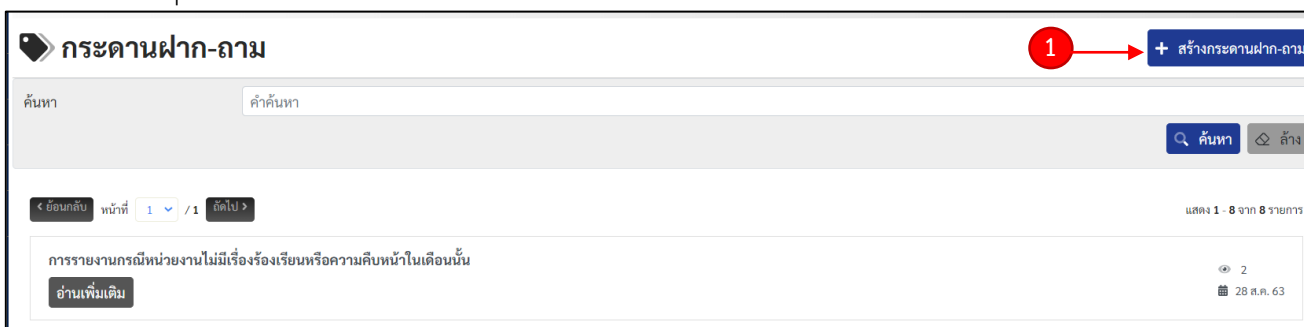 กระดานฝาก-ถาม
1
+ สร้างกระดานฝาก-ถาม
ค้นหา
คำค้นหา
ค้นหา
ล้าง
< ย้อนกลับ หน้าที่ 1 / 1 ถัดไป >
แสดง 1 - 8 จาก 8 รายการ
การรายงานกรณีหน่วยงานไม่มีเรื่องร้องเรียนหรือความคืบหน้าในเดือนนั้น
2
อ่านเพิ่มเติม
28 ส.ค. 63